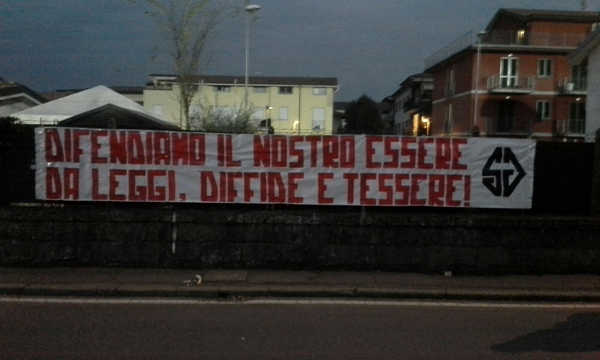 DIFENDIAMO IL NOSTRO ESSERE
DA LEGGI, DIFFIDE E TESSERE!